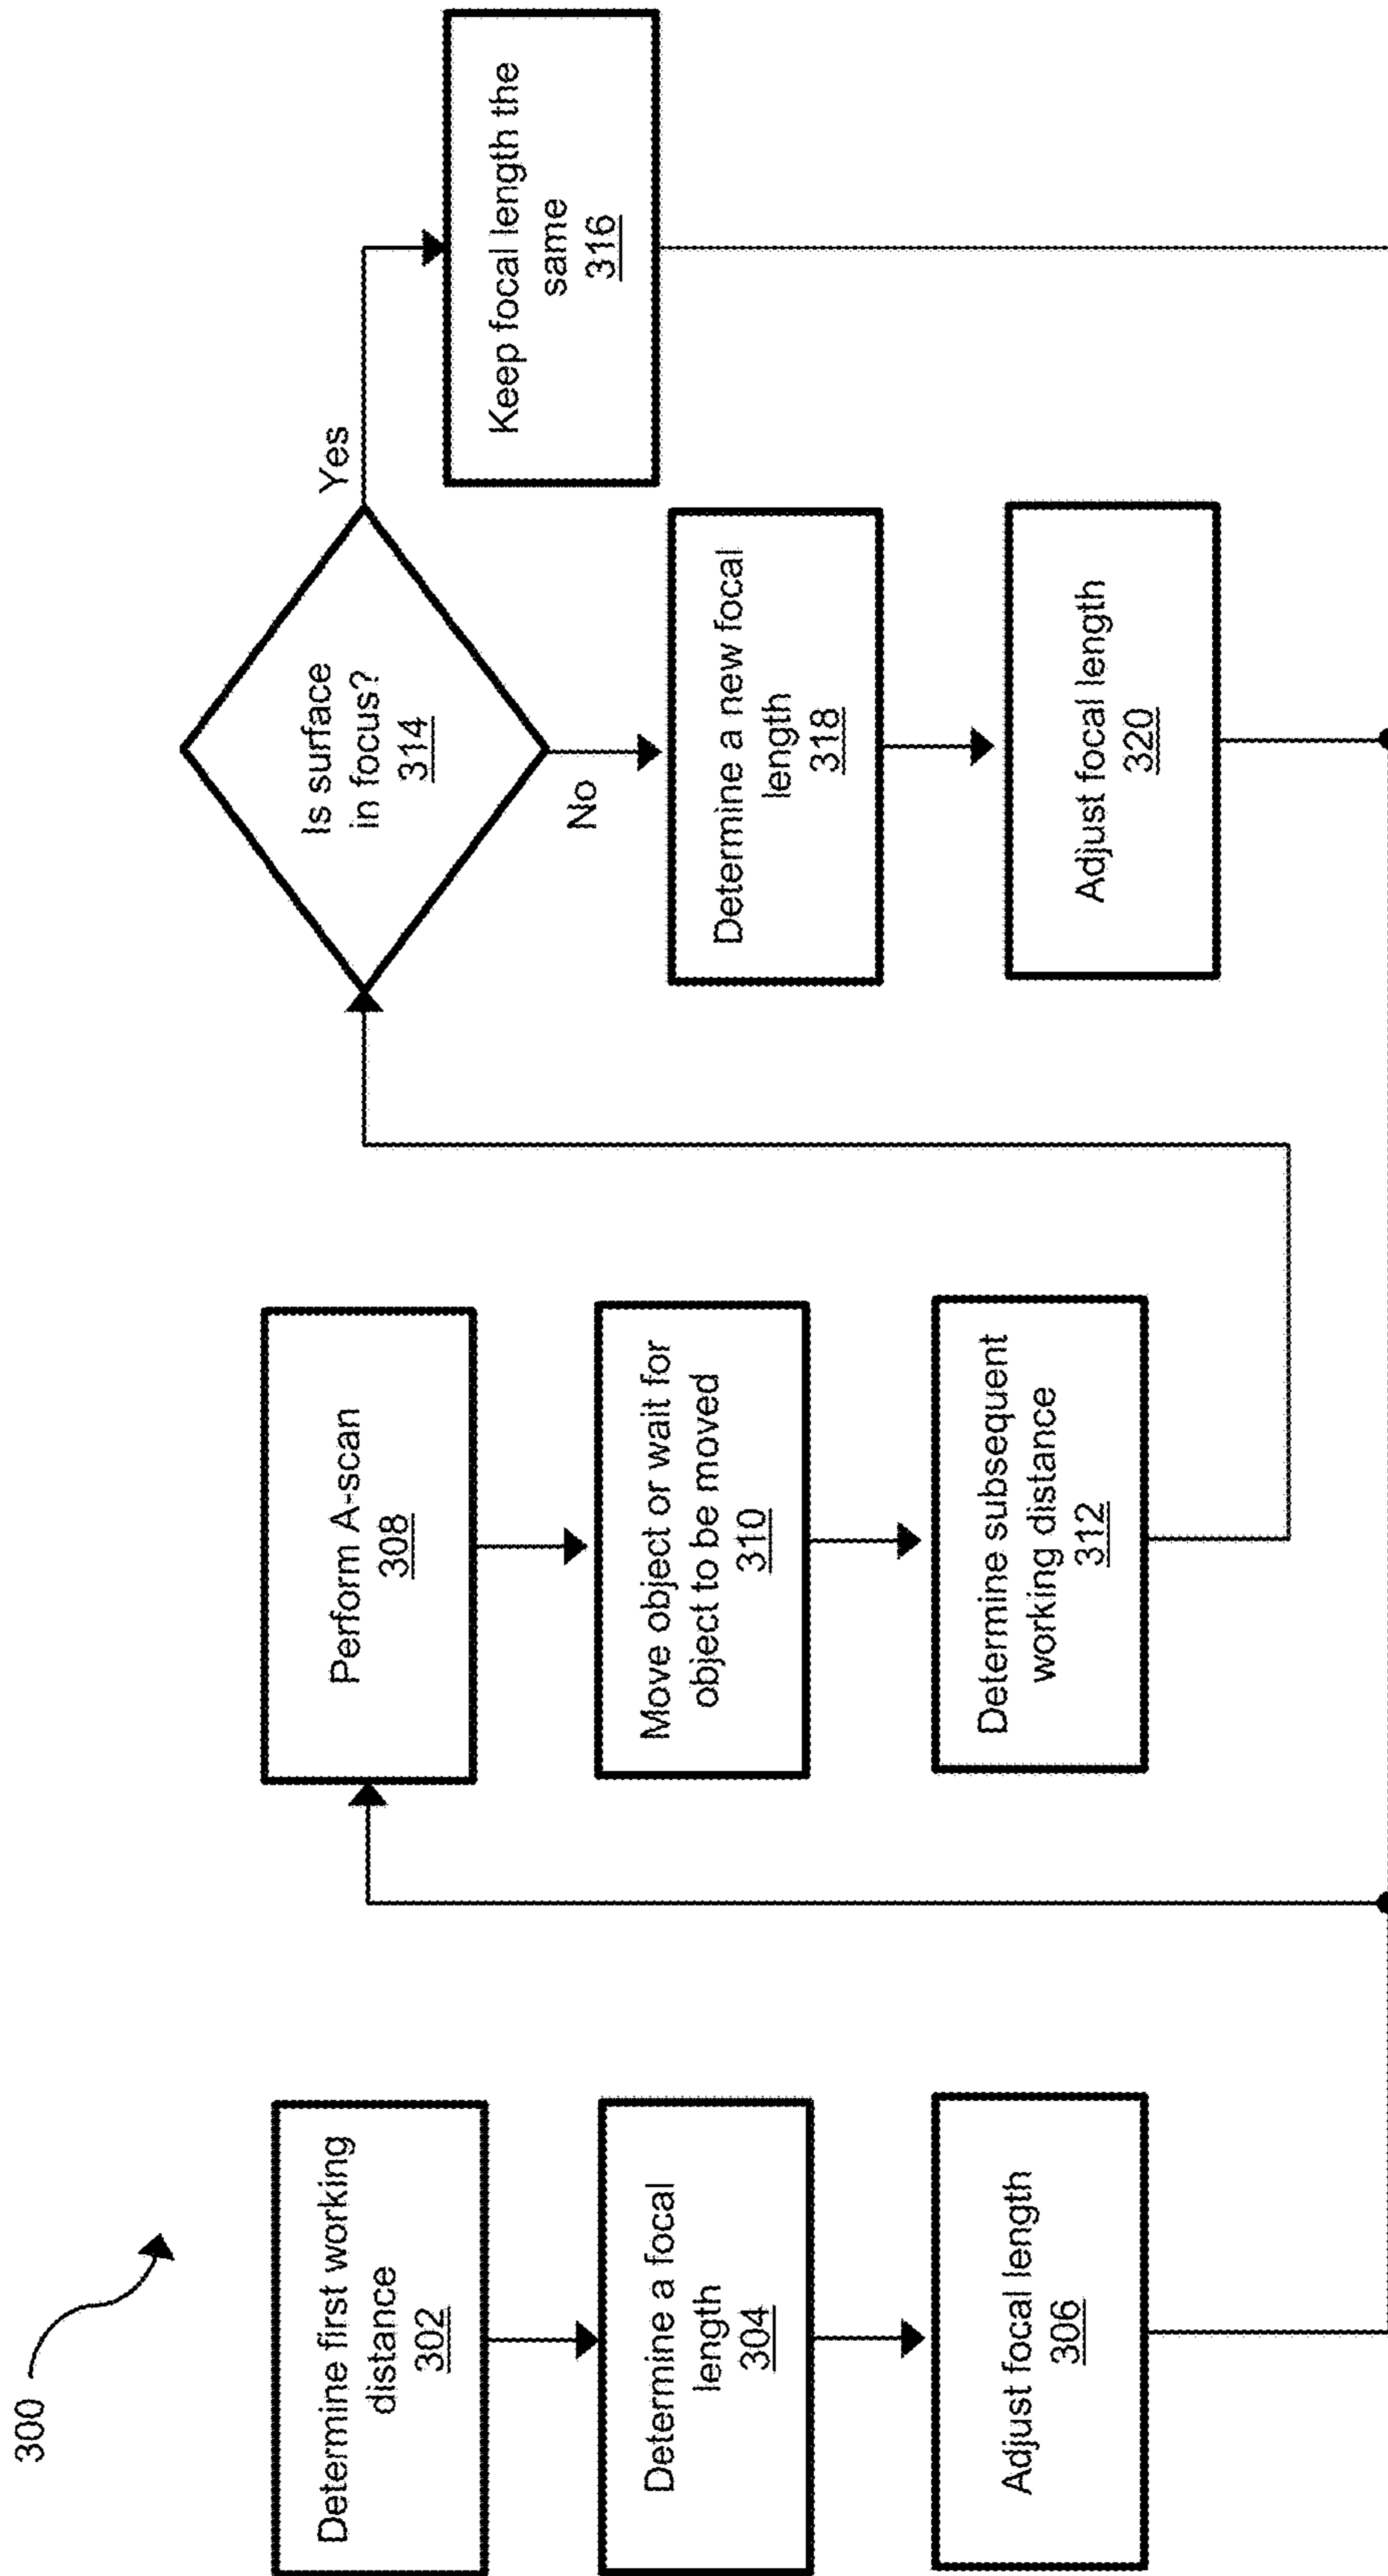 300
Determine first working
distance
302
Determine a focal
length
304
Adjust focal length
306
Perform A-scan
308
Move object or wait for
object to be moved
310
Determine subsequent
working distance
312
Is surface
in focus?
314
Yes
No
Keep focal length the
same
316
Determine a new focal
length
318
Adjust focal length
320